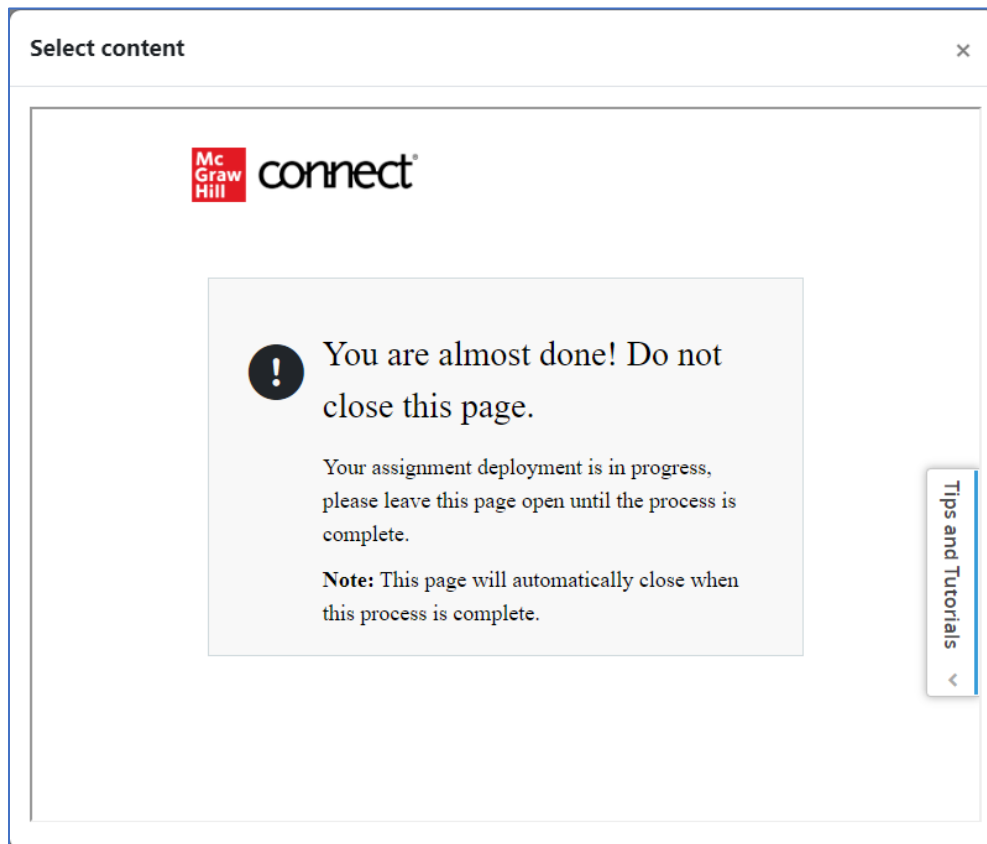 Select content
×
Mc
Graw
Hill
connect®
!
You are almost done! Do not
close this page.
Your assignment deployment is in progress,
please leave this page open until the process is
complete.
Note: This page will automatically close when
this process is complete.
Tips and Tutorials